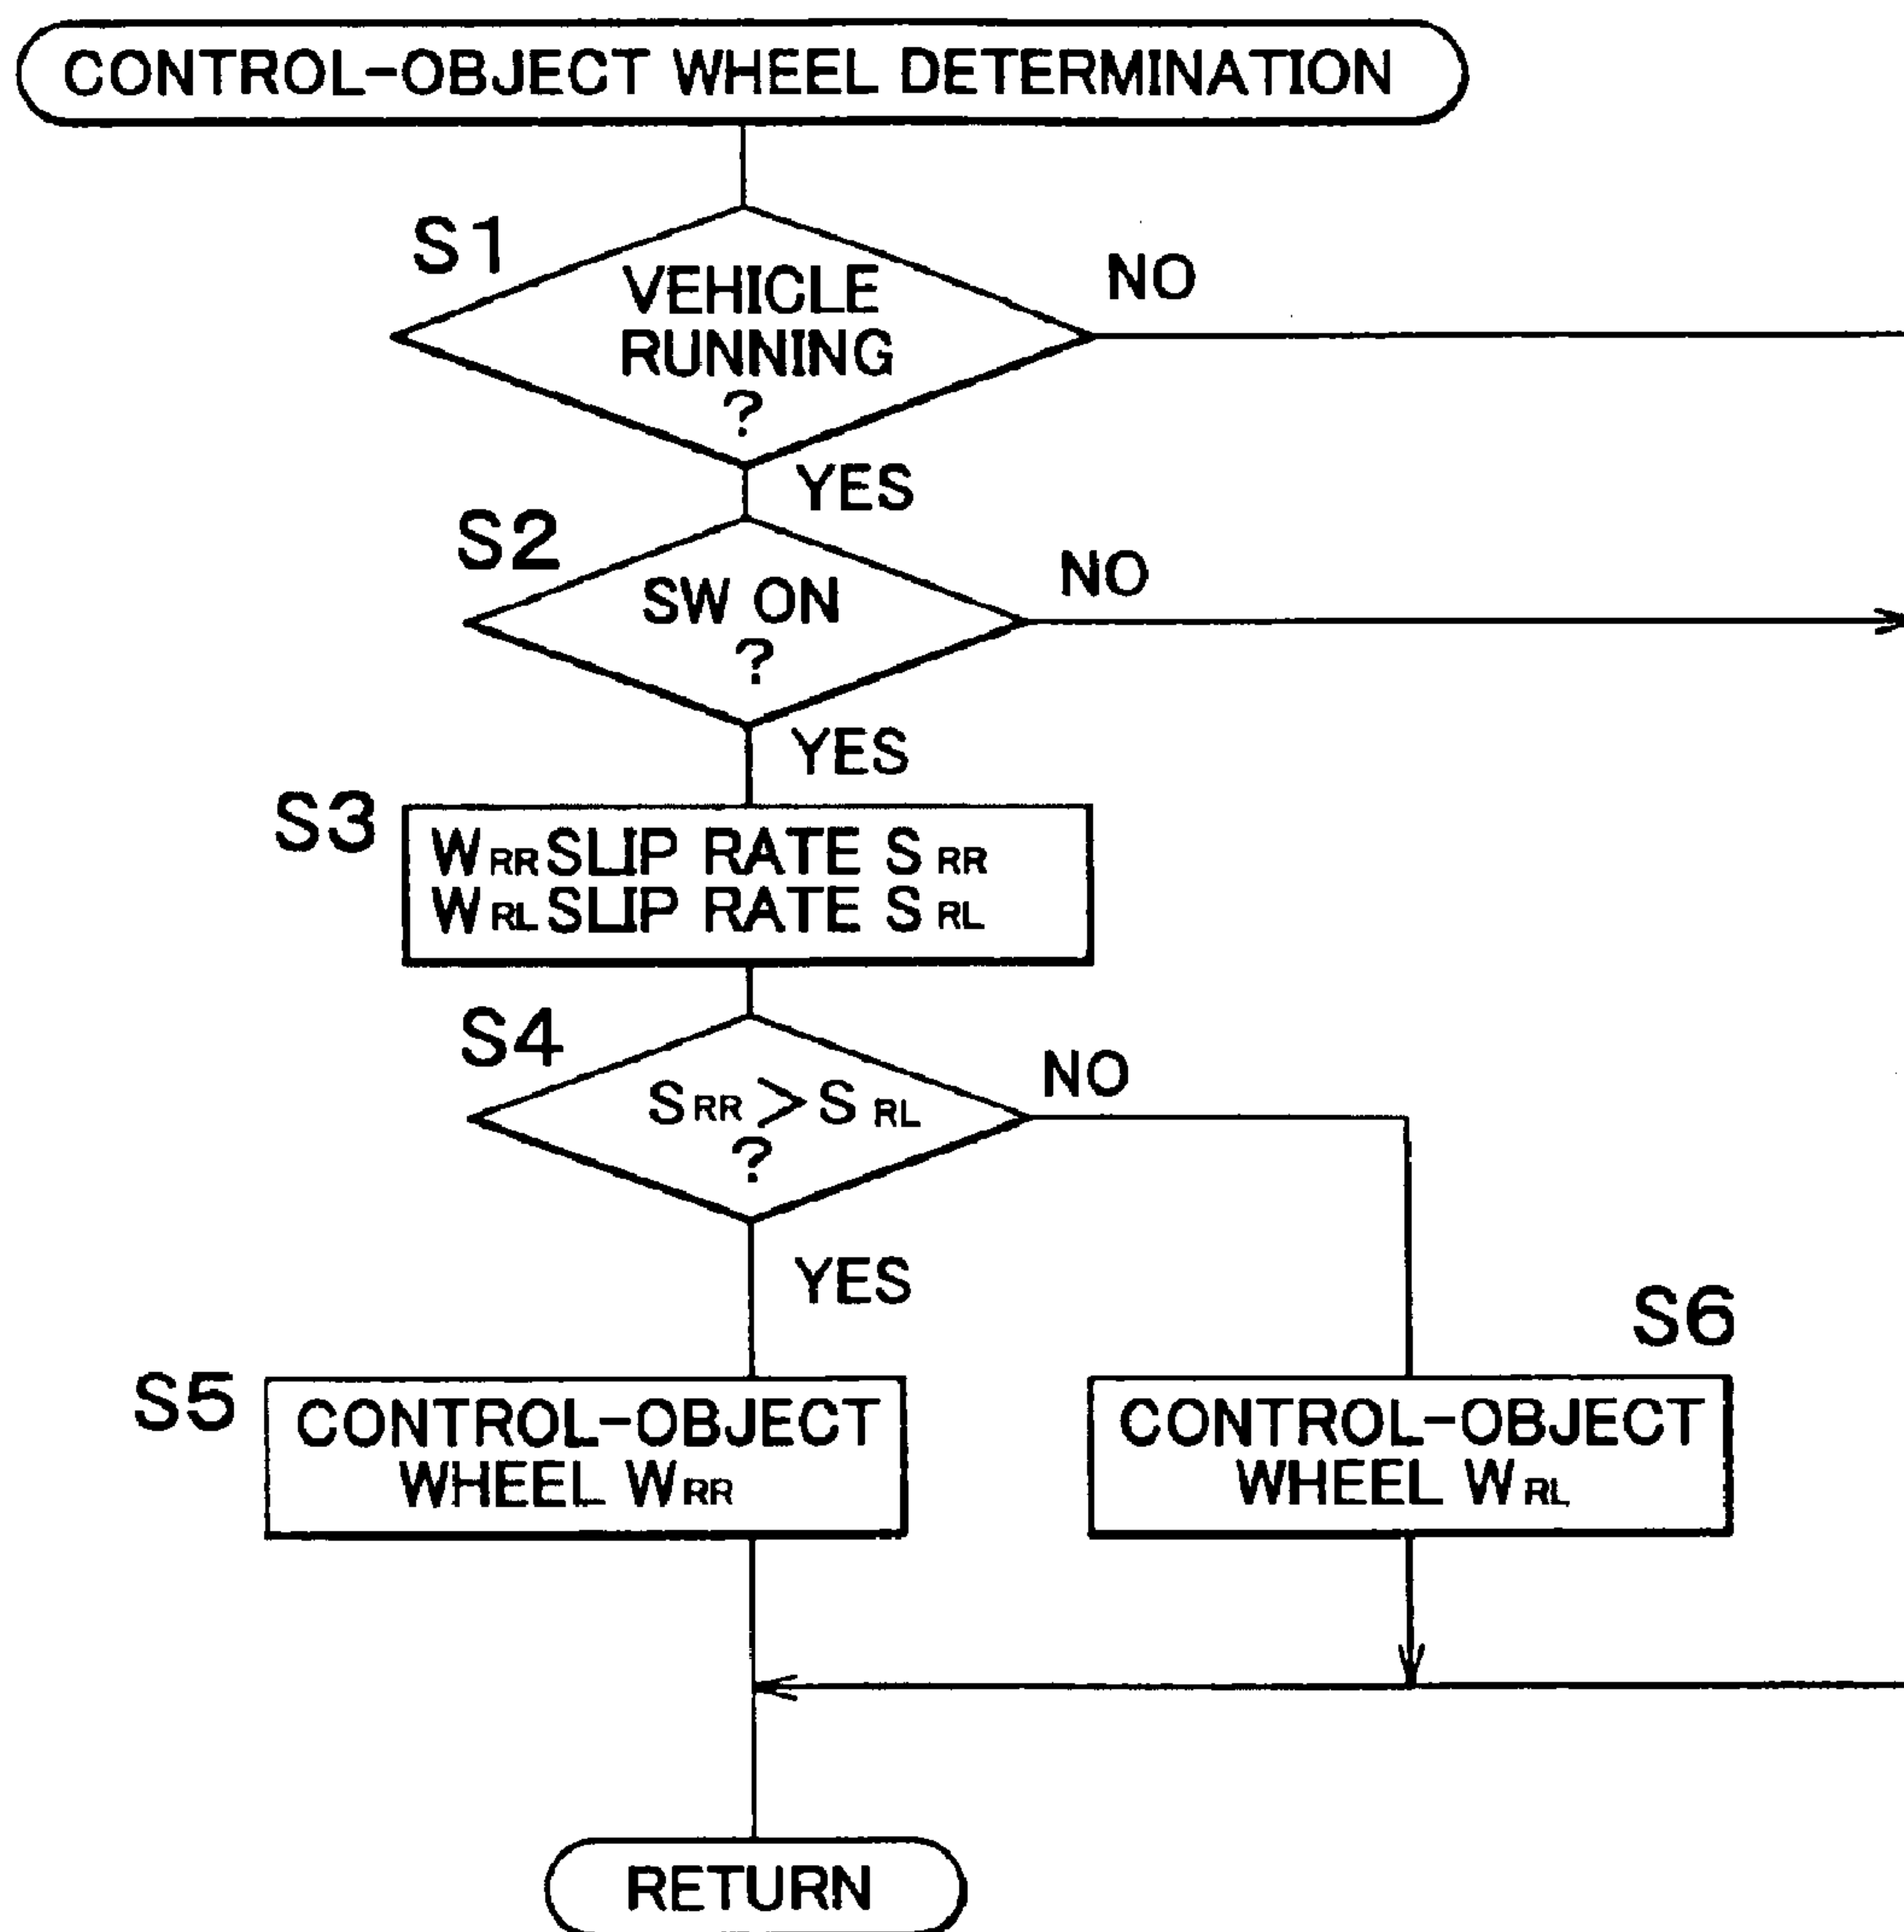 CONTROL-OBJECT WHEEL DETERMINATION
S1
VEHICLE
RUNNING
?
NO
YES
S2
SW ON
?
NO
YES
S3
WRR SLIP RATE SRR
WRL SLIP RATE SRL
S4
SRR > SRL
?
NO
YES
S5
CONTROL-OBJECT
WHEEL WRR
S6
CONTROL-OBJECT
WHEEL WRL
RETURN